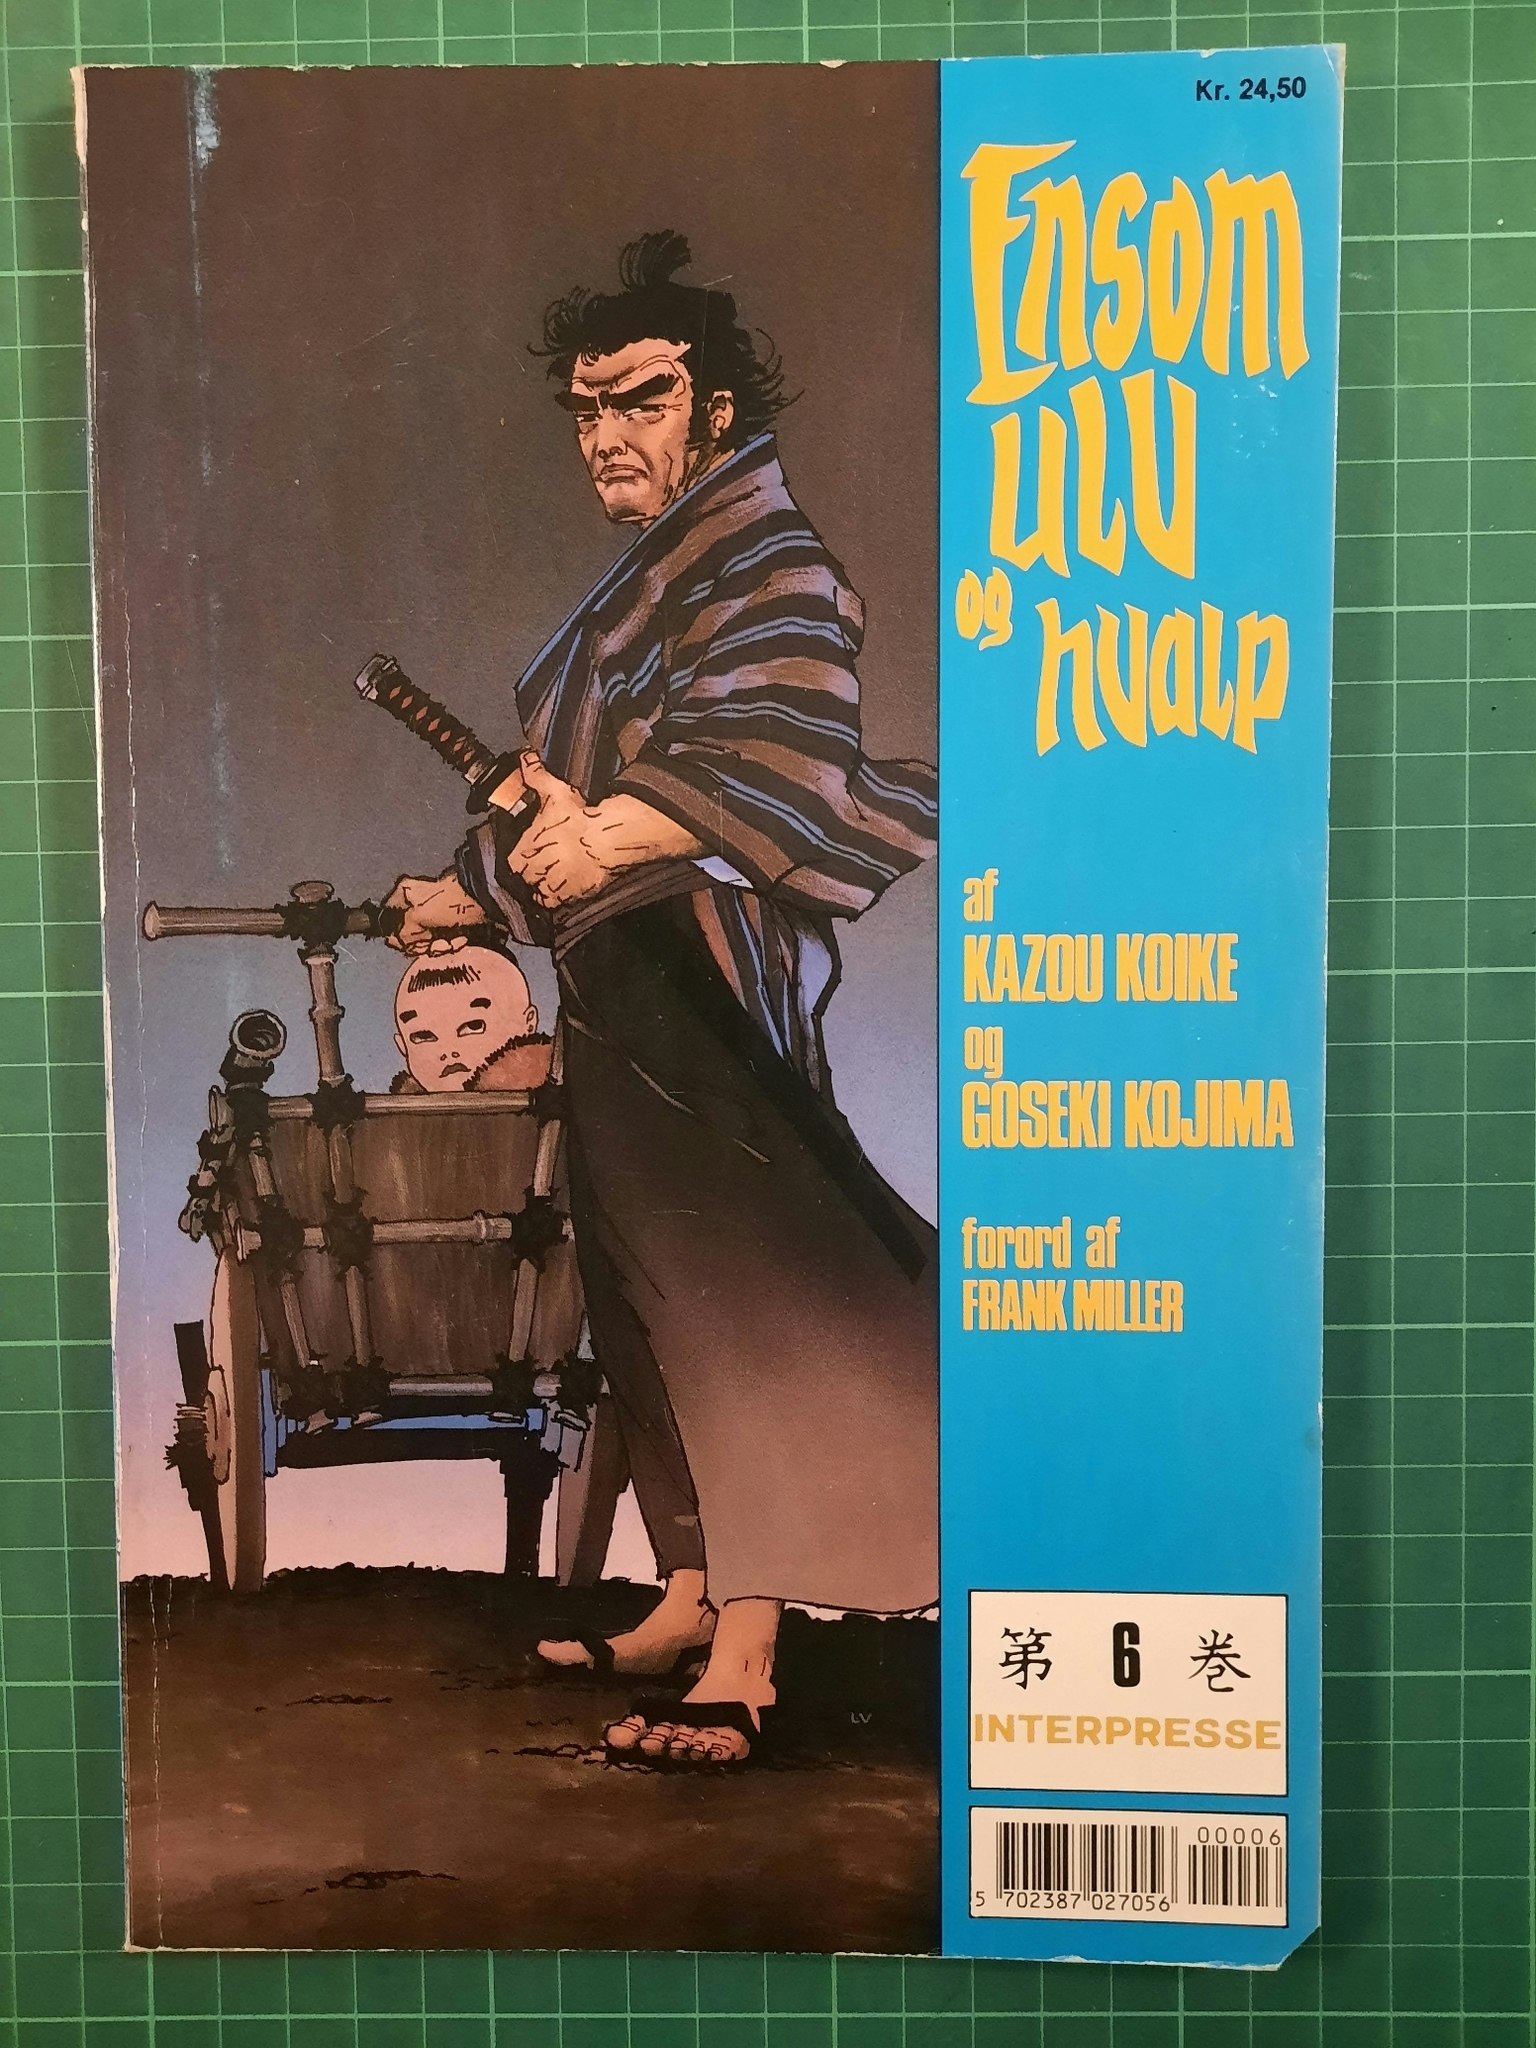 Kr. 24,50
Ensom
ulv
og hvalp
af
KAZOU KOIKE
og
GOSEKI KOJIMA
forord af
FRANK MILLER
第 6 巻
INTERPRESSE
LV
00006
5 702387 027056